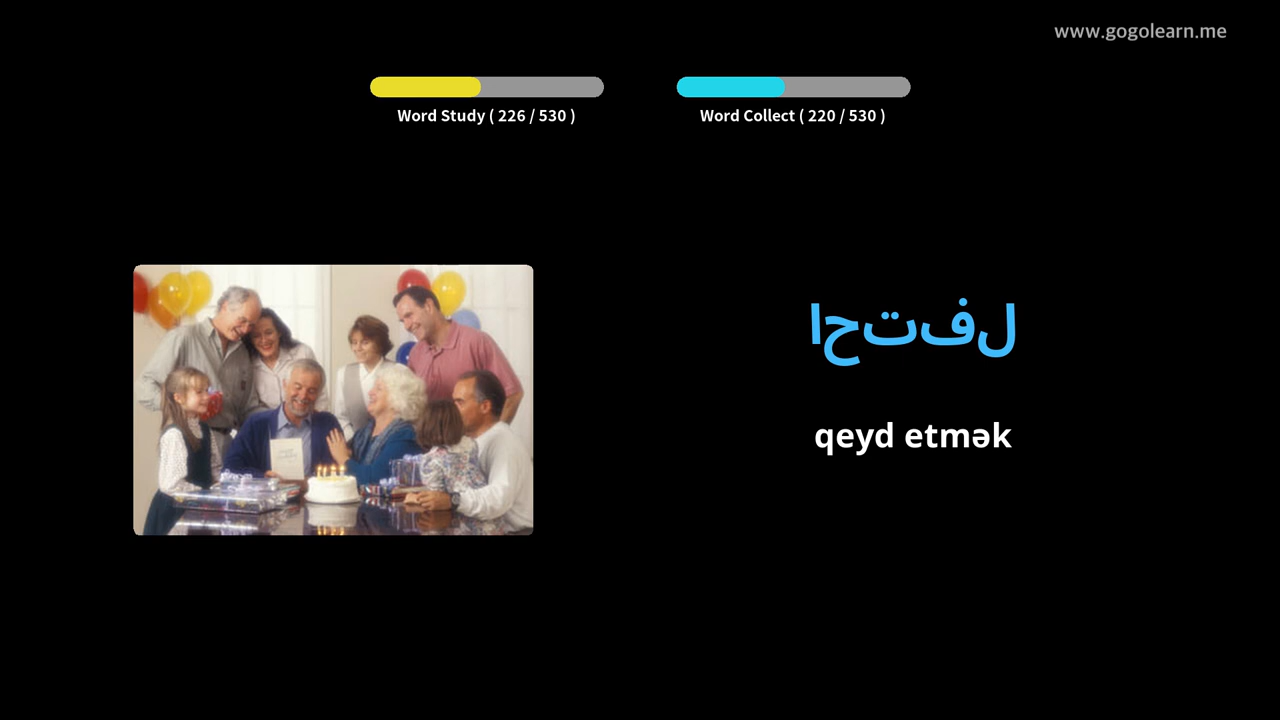 www.gogolearn.me
Word Study ( 226 / 530 )
Word Collect ( 220 / 530 )
احتفل
qeyd etmək